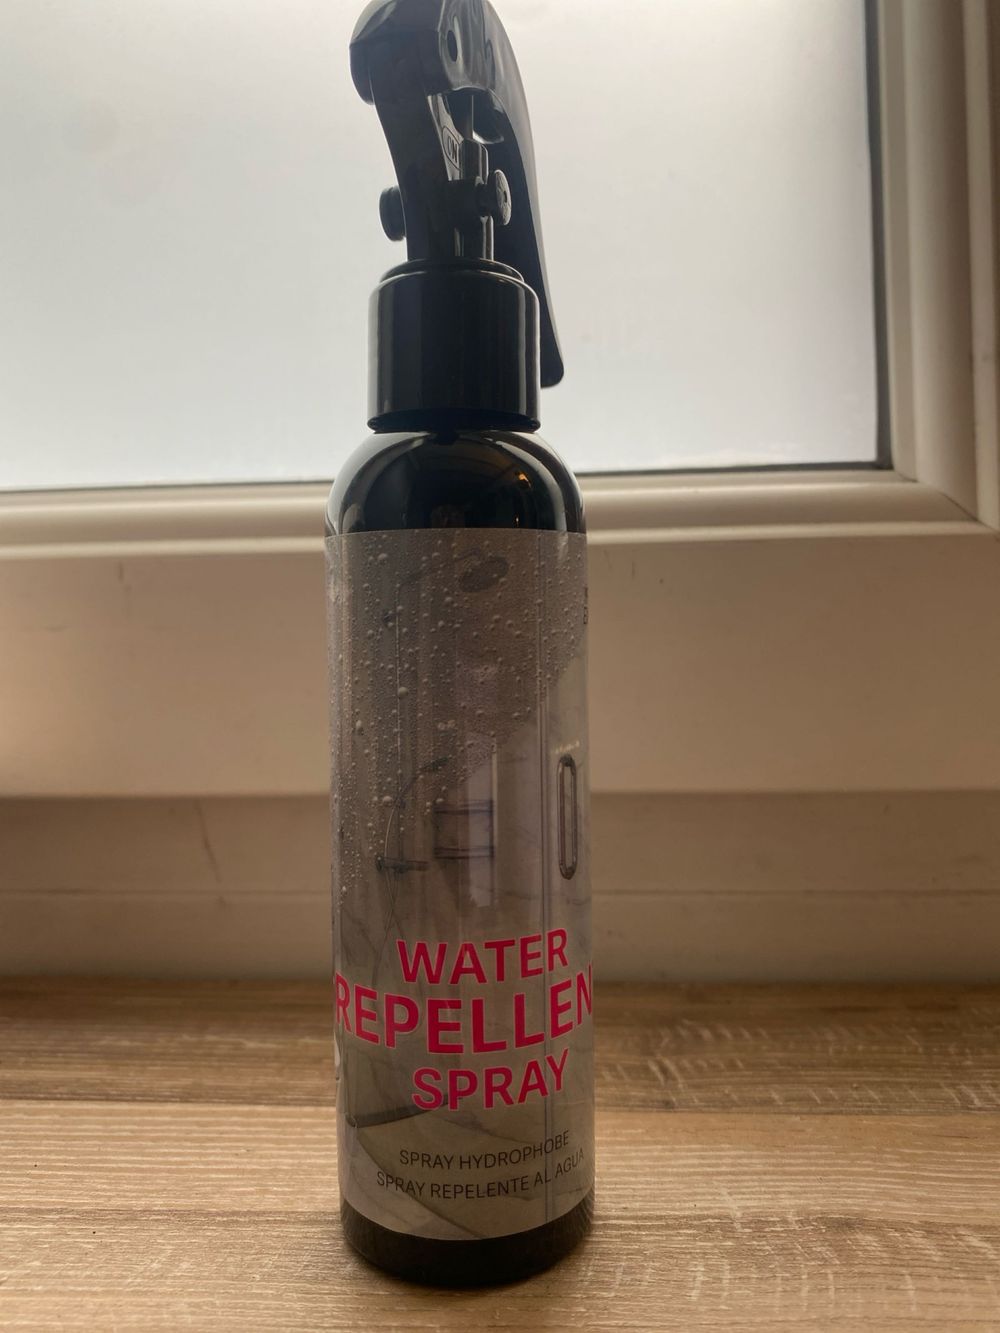 WATER
REPELLEN
SPRAY
SPRAY HYDROPHOBE
SPRAY REPELENTE AL AGUA